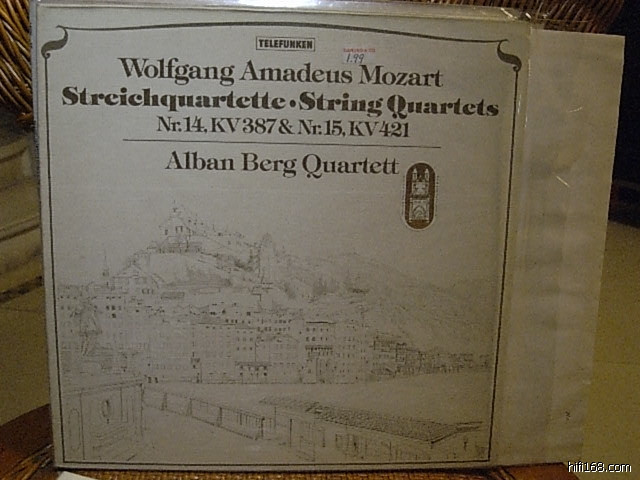 TELEFUNKEN
1.99
Wolfgang Amadeus Mozart
Streichquartette • String Quartets
Nr.14, KV 387 & Nr.15, KV 421
Alban Berg Quartett
hifi168.com